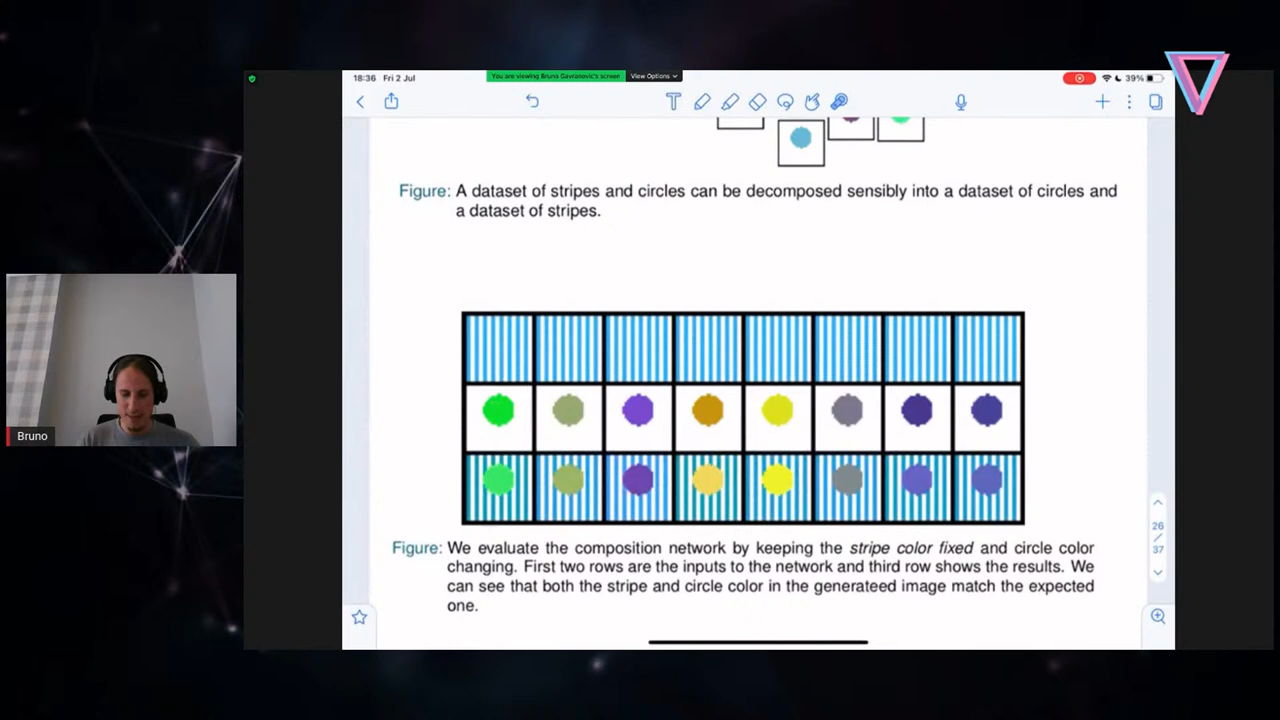 18:36 Fri 2 Jul
You are viewing Bruno Gavranovic's screen
View Options
39%
Figure: A dataset of stripes and circles can be decomposed sensibly into a dataset of circles and
a dataset of stripes.
Bruno
26
/
37
Figure: We evaluate the composition network by keeping the stripe color fixed and circle color
changing. First two rows are the inputs to the network and third row shows the results. We
can see that both the stripe and circle color in the generateed image match the expected
one.